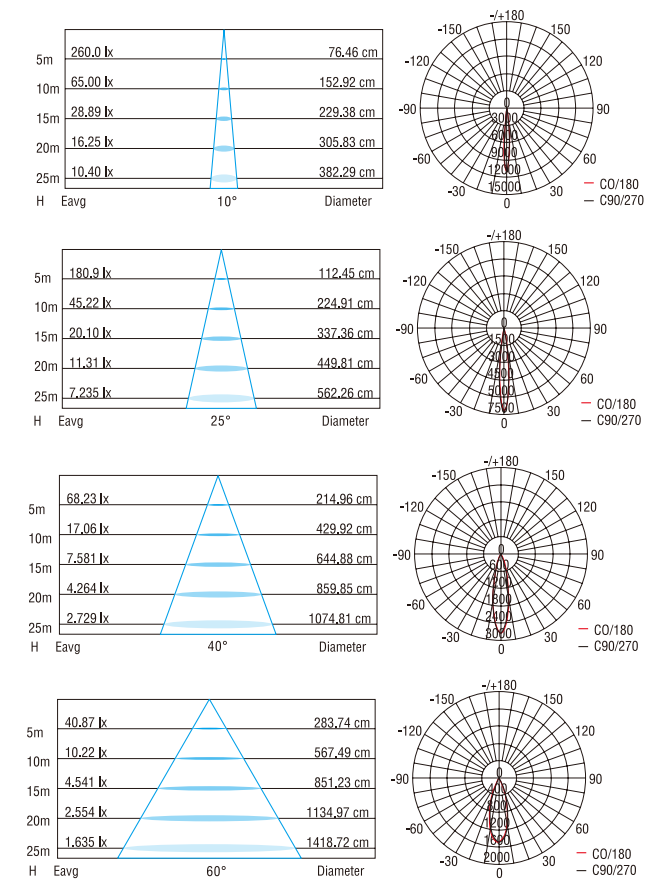 -/+180
-150 150
5m 260.0 lx 76.46 cm
-120 120
10m 65.00 lx 152.92 cm
15m 28.89 lx 229.38 cm
-90 0 90
3000
6000
20m 16.25 lx 305.83 cm
9000
-60 60
12000
25m 10.40 lx 382.29 cm
15000
-30 30
CO/180
H Eavg 10° Diameter
0
C90/270
-/+180
-150 150
5m 180.9 lx 112.45 cm
-120 120
10m 45.22 lx 224.91 cm
-90 0 90
15m 20.10 lx 337.36 cm
1500
3000
20m 11.31 lx 449.81 cm
4500
-60 60
5000
25m 7.235 lx 562.26 cm
7500
-30 30
CO/180
H Eavg 25° Diameter
0
C90/270
-/+180
-150 150
5m 68.23 lx 214.96 cm
-120 120
10m 17.06 lx 429.92 cm
-90 0 90
15m 7.581 lx 644.88 cm
600
1200
20m 4.264 lx 859.85 cm
1800
-60 60
2400
25m 2.729 lx 1074.81 cm
3000
-30 30
CO/180
H Eavg 40° Diameter
0
C90/270
-/+180
-150 150
5m 40.87 lx 283.74 cm
-120 120
10m 10.22 lx 567.49 cm
-90 0 90
15m 4.541 lx 851.23 cm
400
800
20m 2.554 lx 1134.97 cm
1200
-60 60
1600
25m 1.635 lx 1418.72 cm
2000
-30 30
CO/180
H Eavg 60° Diameter
0
C90/270